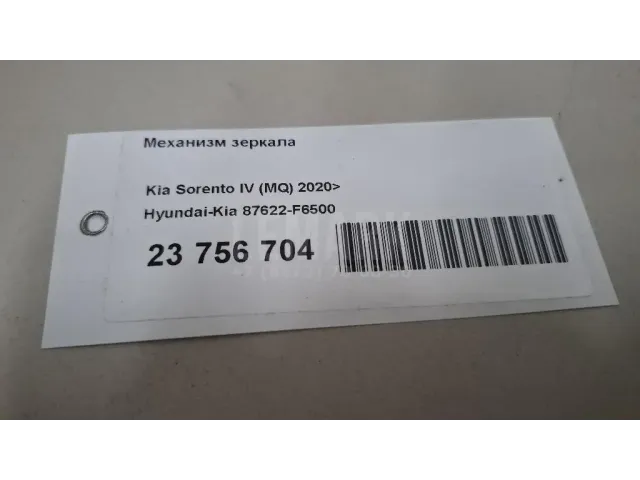 Механизм зеркала
Kia Sorento IV (MQ) 2020>
Hyundai-Kia 87622-F6500
23 756 704